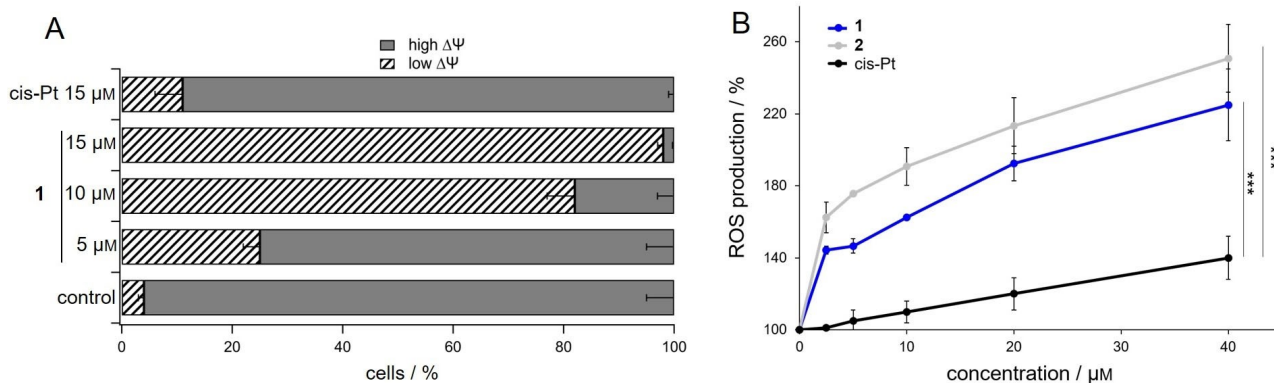 A
high ΔΨ
low ΔΨ
cis-Pt 15 μM
15 μM
1
10 μM
5 μM
control
0 20 40 60 80 100
cells / %
B
1
2
cis-Pt
260
220
180
140
100
ROS production / %
0 10 20 30 40
concentration / μM
***
***